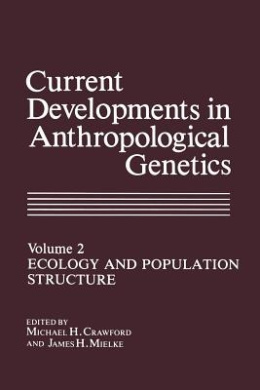 Current
Developments in
Anthropological
Genetics
Volume 2
ECOLOGY AND POPULATION
STRUCTURE
EDITED BY
MICHAEL H. CRAWFORD
AND JAMES H. MIELKE